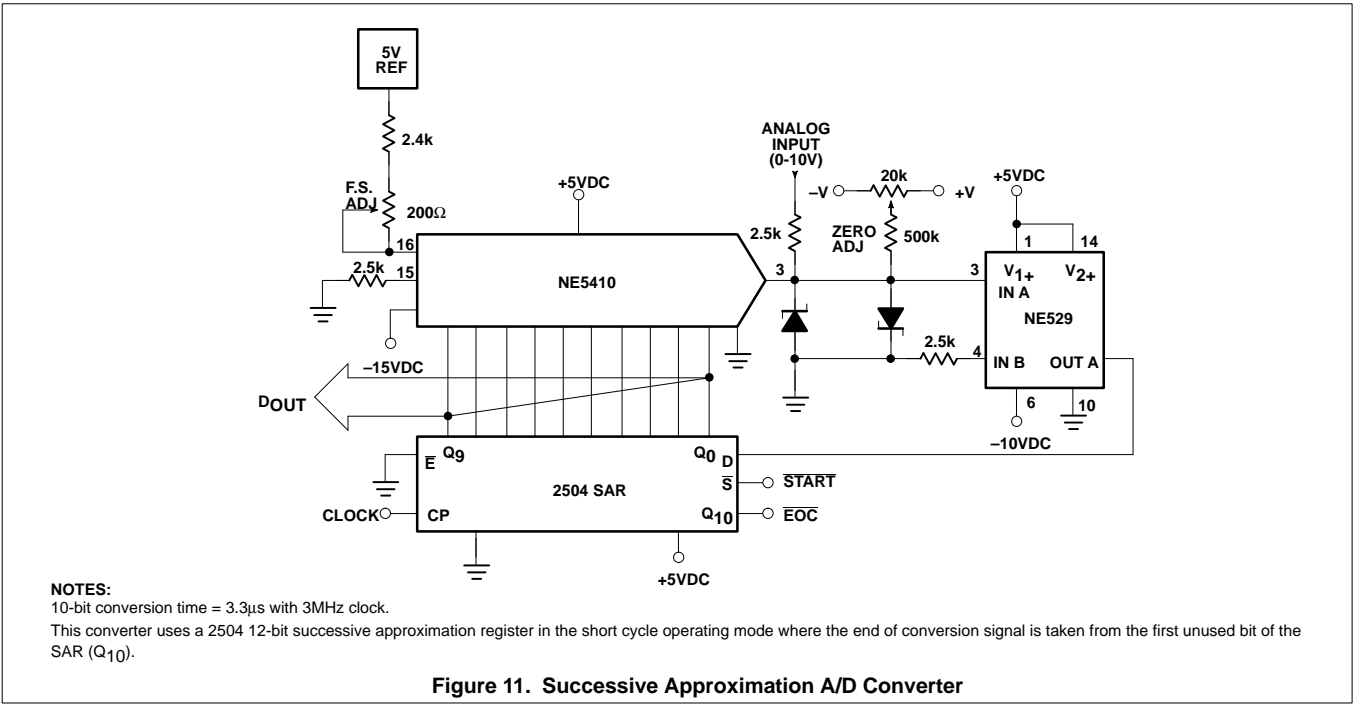 5V
REF
2.4k
F.S.
ADJ
200Ω
+5VDC
ANALOG
INPUT
(0-10V)
20k
–V
+V
+5VDC
2.5k
ZERO
ADJ
500k
16
2.5k
15
NE5410
3
3
1
14
V1+
V2+
IN A
NE529
–15VDC
2.5k
4
IN B
OUT A
DOUT
6
10
–10VDC
E
Q9
Q0
D
S
START
2504 SAR
CLOCK
CP
Q10
EOC
+5VDC
NOTES:
10-bit conversion time = 3.3μs with 3MHz clock.
This converter uses a 2504 12-bit successive approximation register in the short cycle operating mode where the end of conversion signal is taken from the first unused bit of the
SAR (Q10).
Figure 11. Successive Approximation A/D Converter